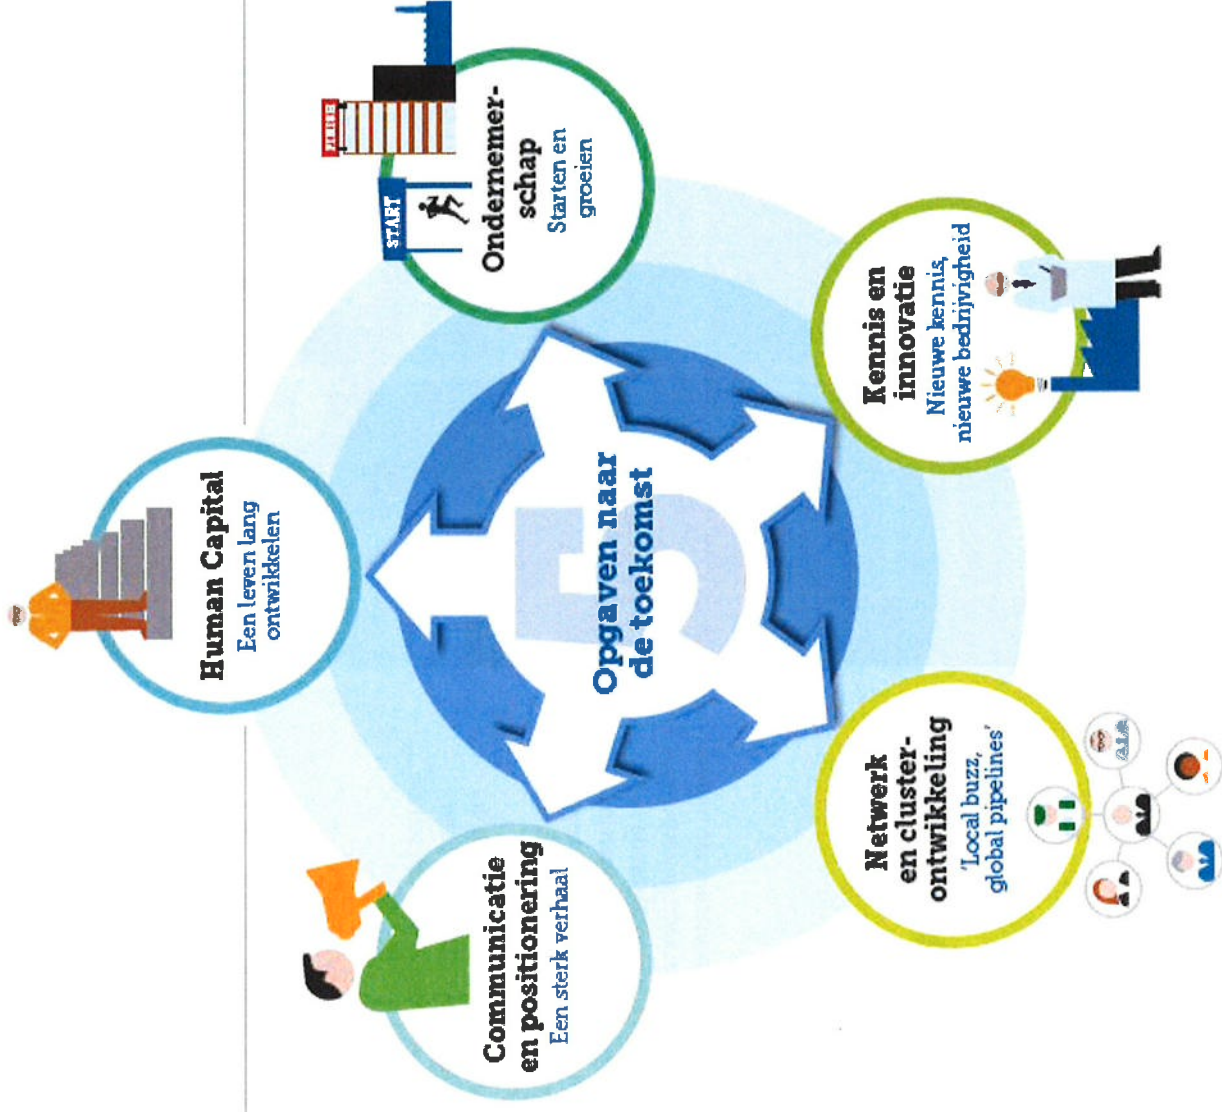 Human Capital
Een leven lang
ontwikkelen
FINISH
START
Ondernemer-
schap
Starten en
groeien
Kennis en
innovatie
Nieuwe kennis,
nieuwe bedrijvigheid
Netwerk
en cluster-
ontwikkeling
'Local buzz,
global pipelines'
Communicatie
en positionering
Een sterk verhaal
5
Opgaven naar
de toekomst